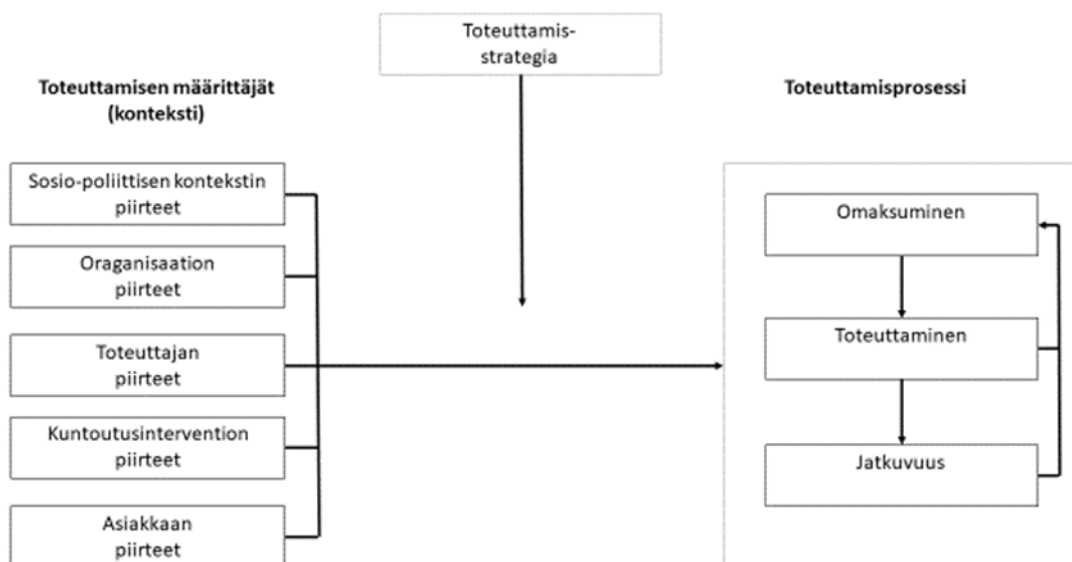 Toteuttamis-
strategia
Toteuttamisen määrittäjät
(konteksti)
Sosio-poliittisen kontekstin
piirteet
Oraganisaation
piirteet
Toteuttajan
piirteet
Kuntoutusintervention
piirteet
Asiakkaan
piirteet
Toteuttamisprosessi
Omaksuminen
Toteuttaminen
Jatkuvuus